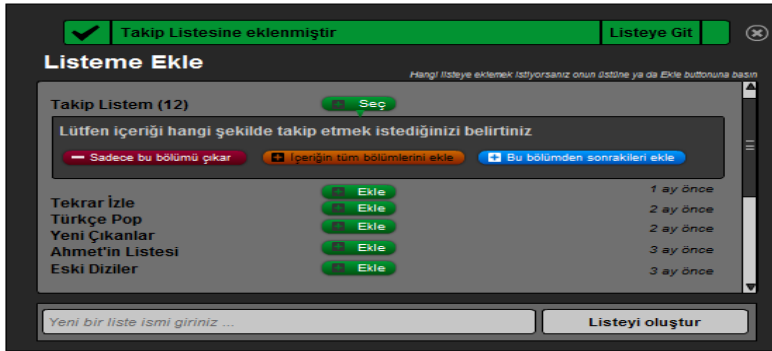 Takip Listesine eklenmiştir Listeye Git
Listeme Ekle
Hangi listeye eklemek istiyorsanız onun üstüne ya da Ekle buttonuna basın
Takip Listem (12) Seç
Lütfen içeriği hangi şekilde takip etmek istediğinizi belirtiniz
Sadece bu bölümü çıkar İçeriğin tüm bölümlerini ekle Bu bölümden sonrakileri ekle
Tekrar İzle Ekle 1 ay önce
Türkçe Pop Ekle 2 ay önce
Yeni Çıkanlar Ekle 2 ay önce
Ahmet'in Listesi Ekle 3 ay önce
Eski Diziler Ekle 3 ay önce
Yeni bir liste ismi giriniz ... Listeyi oluştur